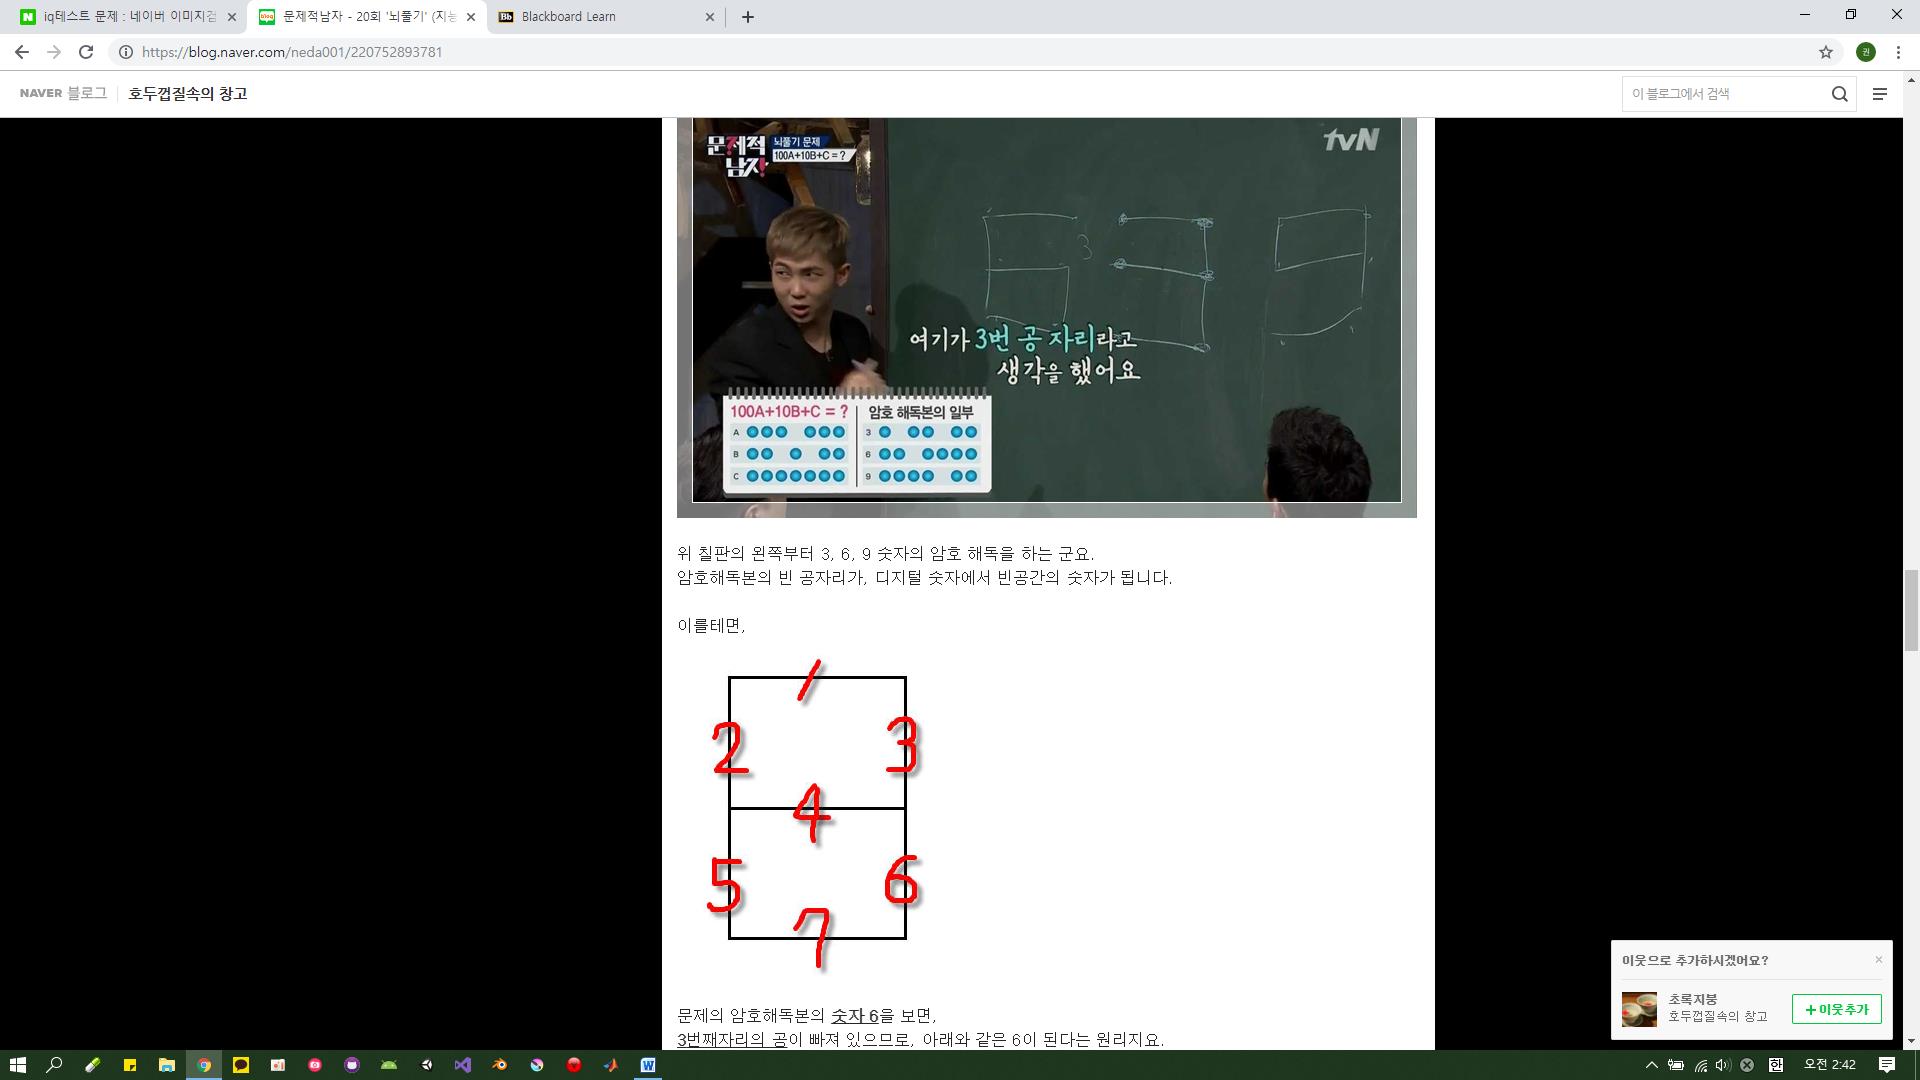 iq테스트 문제 : 네이버 이미지검
문제적남자 - 20회 '뇌풀기' (지능
Blackboard Learn
https://blog.naver.com/neda001/220752893781
권
NAVER 블로그
호두껍질속의 창고
이 블로그에서 검색
문제적
남자
뇌풀기 문제
100A+10B+C = ?
tvN
3
여기가 3번 공 자리라고
생각을 했어요
100A+10B+C = ?
암호 해독본의 일부
A
3
B
6
C
9
위 칠판의 왼쪽부터 3, 6, 9 숫자의 암호 해독을 하는 군요.
암호해독본의 빈 공자리가, 디지털 숫자에서 빈공간의 숫자가 됩니다.
이를테면,
1
2
3
4
5
6
7
문제의 암호해독본의 숫자 6을 보면,
3번째자리의 공이 빠져 있으므로, 아래와 같은 6이 된다는 원리지요.
이웃으로 추가하시겠어요?
초록지붕
호두껍질속의 창고
+이웃추가
한
오전 2:42